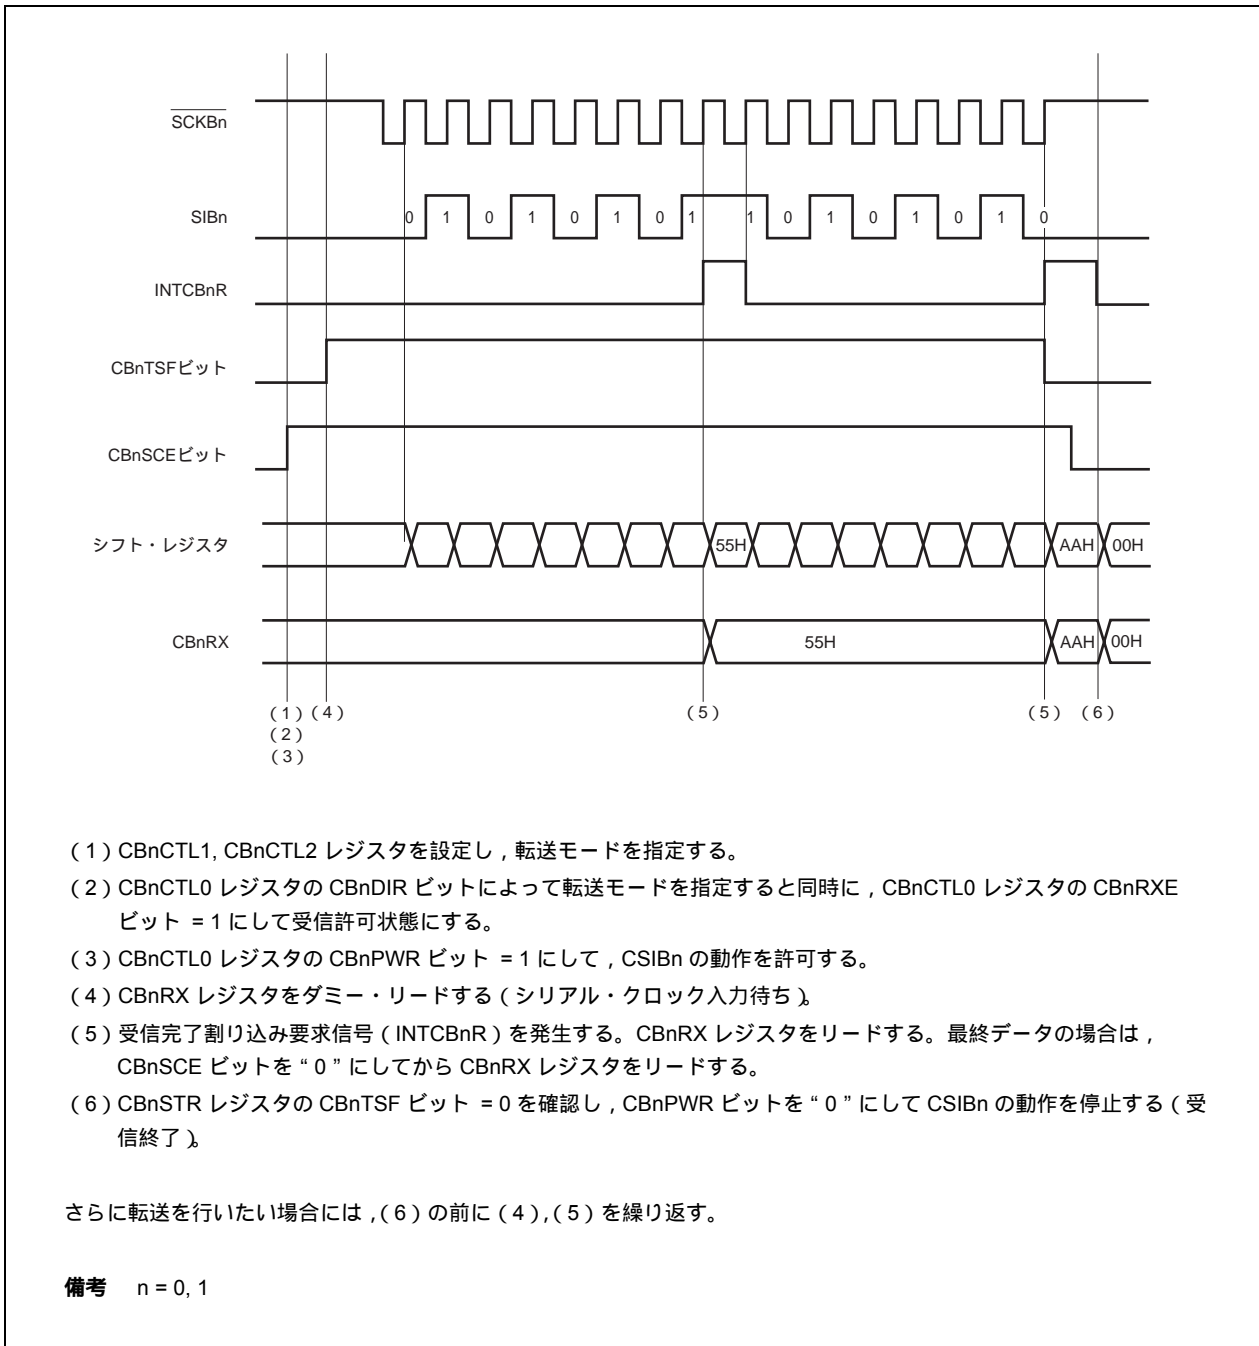 SCKBn
SIBn 0 1 0 1 0 1 0 1 1 0 1 0 1 0 1 0
INTCBnR
CBnTSFビット
CBnSCEビット
シフト・レジスタ 55H AAH 00H
CBnRX 55H AAH 00H
(1)(4) (5) (5) (6)
(2)
(3)
(1)CBnCTL1, CBnCTL2 レジスタを設定し,転送モードを指定する。
(2)CBnCTL0 レジスタの CBnDIR ビットによって転送モードを指定すると同時に,CBnCTL0 レジスタの CBnRXE
ビット = 1 にして受信許可状態にする。
(3)CBnCTL0 レジスタの CBnPWR ビット = 1 にして,CSIBn の動作を許可する。
(4)CBnRX レジスタをダミー・リードする(シリアル・クロック入力待ち)。
(5)受信完了割り込み要求信号(INTCBnR)を発生する。CBnRX レジスタをリードする。最終データの場合は,
CBnSCE ビットを“0”にしてから CBnRX レジスタをリードする。
(6)CBnSTR レジスタの CBnTSF ビット = 0 を確認し,CBnPWR ビットを“0”にして CSIBn の動作を停止する(受
信終了)。
さらに転送を行いたい場合には,(6)の前に(4),(5)を繰り返す。
備考 n = 0, 1